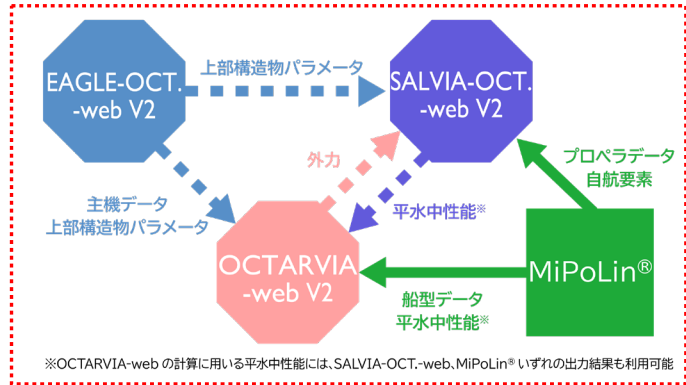 EAGLE-OCT.
-web V2
上部構造物パラメータ
SALVIA-OCT.
-web V2
外力
プロペラデータ
自航要素
主機データ
上部構造物パラメータ
平水中性能※
OCTARVIA
-web V2
MiPoLin®
船型データ
平水中性能※
※OCTARVIA-web の計算に用いる平水中性能には、SALVIA-OCT.-web、MiPoLin® いずれの出力結果も利用可能